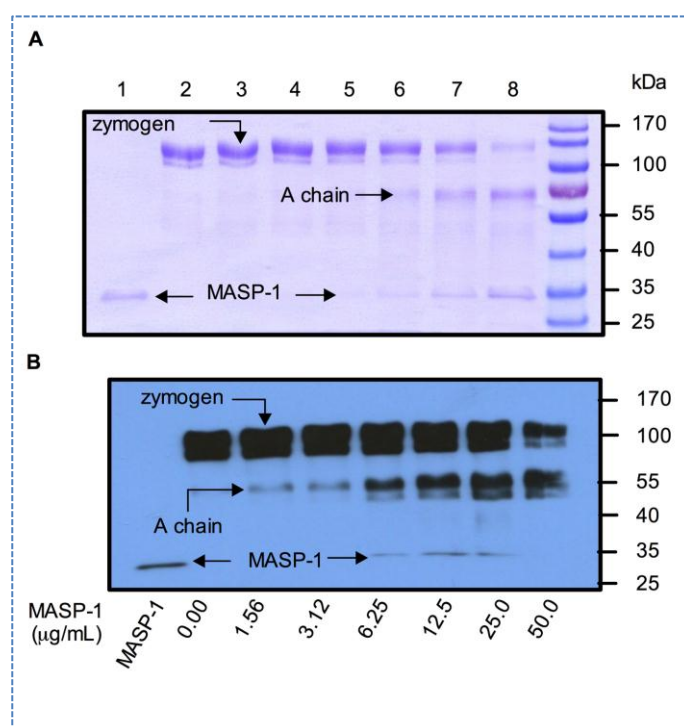 A
1 2 3 4 5 6 7 8 kDa
zymogen
170
100
A chain
55
40
MASP-1
35
25
B
zymogen
170
100
55
A chain
40
MASP-1
35
25
MASP-1
(μg/mL)
MASP-1 0.00 1.56 3.12 6.25 12.5 25.0 50.0